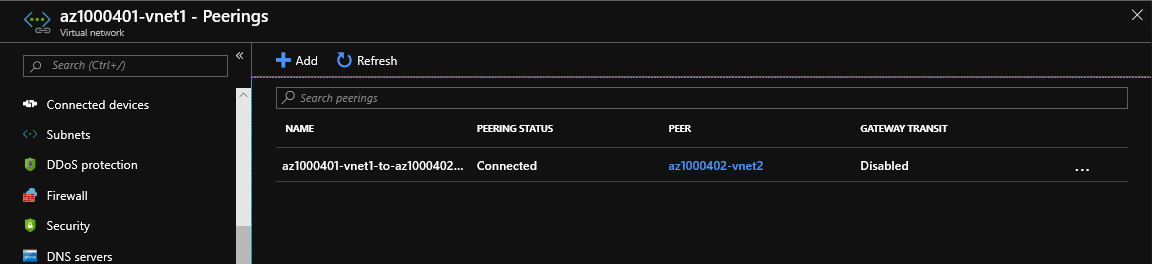 az1000401-vnet1 - Peerings
Virtual network
Search (Ctrl+/)
Connected devices
Subnets
DDoS protection
Firewall
Security
DNS servers
Add Refresh
Search peerings
NAME PEERING STATUS PEER GATEWAY TRANSIT
az1000401-vnet1-to-az1000402... Connected az1000402-vnet2 Disabled ...